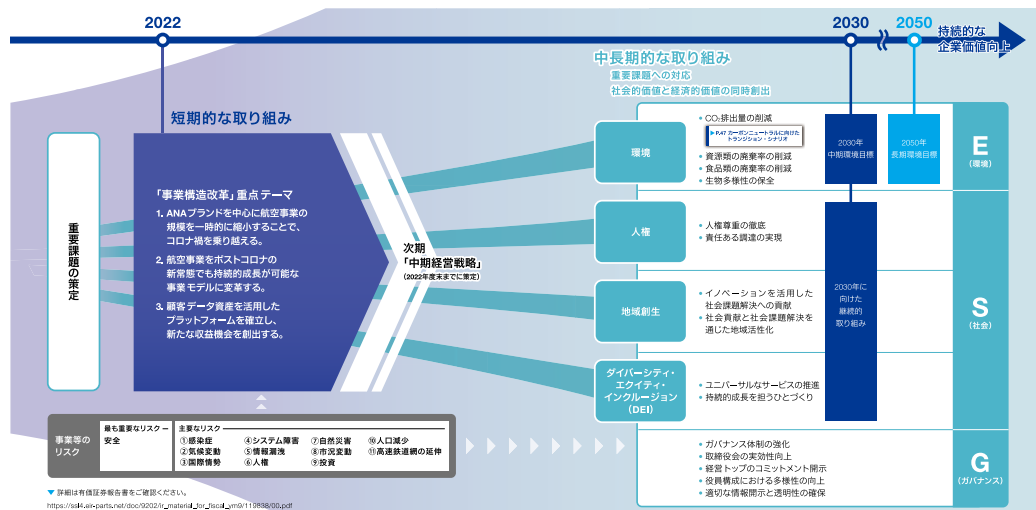 2022
2030
2050
持続的な
企業価値向上
中長期的な取り組み
重要課題への対応
社会的価値と経済的価値の同時創出
短期的な取り組み
重要課題の策定
「事業構造改革」重点テーマ
1. ANAブランドを中心に航空事業の
規模を一時的に縮小することで、
コロナ禍を乗り越える。
2. 航空事業をポストコロナの
新常態でも持続的成長が可能な
事業モデルに変革する。
3. 顧客データ資産を活用した
プラットフォームを確立し、
新たな収益機会を創出する。
次期
「中期経営戦略」
(2022年度末までに策定)
環境
• CO₂排出量の削減
▶P.47 カーボンニュートラルに向けた
トランジション・シナリオ
• 資源類の廃棄率の削減
• 食品類の廃棄率の削減
• 生物多様性の保全
2030年
中期環境目標
2050年
長期環境目標
E
(環境)
人権
• 人権尊重の徹底
• 責任ある調達の実現
地域創生
• イノベーションを活用した
社会課題解決への貢献
• 社会貢献と社会課題解決を
通じた地域活性化
2030年に
向けた
継続的
取り組み
S
(社会)
ダイバーシティ・
エクイティ・
インクルージョン
(DEI)
• ユニバーサルなサービスの推進
• 持続的成長を担うひとづくり
• ガバナンス体制の強化
• 取締役会の実効性向上
• 経営トップのコミットメント開示
• 役員構成における多様性の向上
• 適切な情報開示と透明性の確保
G
(ガバナンス)
事業等の
リスク
最も重要なリスク
安全
主要なリスク
①感染症 ④システム障害 ⑦自然災害 ⑩人口減少
②気候変動 ⑤情報漏洩 ⑧市況変動 ⑪高速鉄道網の延伸
③国際情勢 ⑥人権 ⑨投資
▼ 詳細は有価証券報告書をご確認ください。
https://ssl4.eir-parts.net/doc/9202/ir_material_for_fiscal_ym9/119838/00.pdf